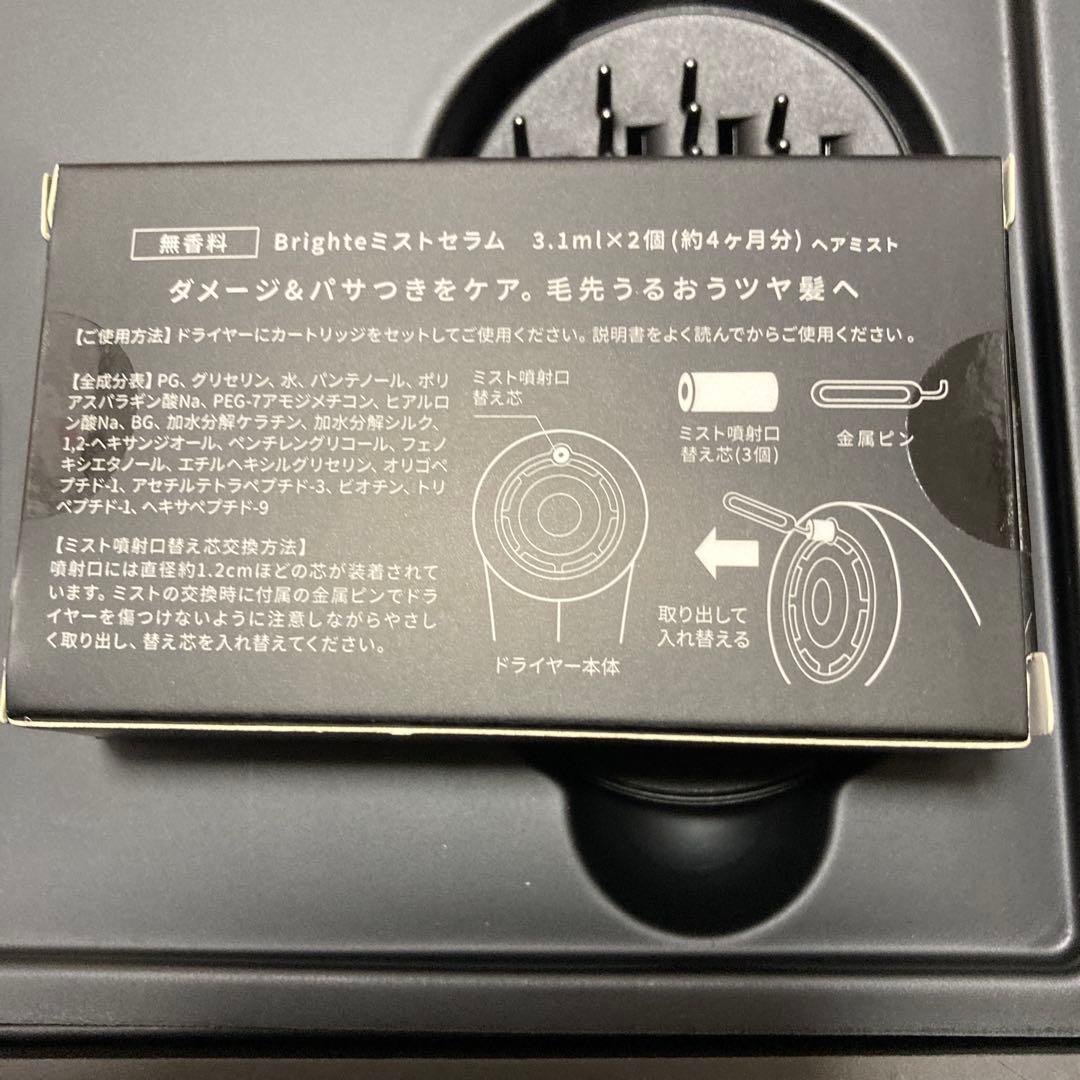 無香料 Brighteミストセラム 3.1ml×2個(約4ヶ月分) ヘアミスト
ダメージ&パサつきをケア。毛先うるおうツヤ髪へ
【ご使用方法】ドライヤーにカートリッジをセットしてご使用ください。説明書をよく読んでからご使用ください。
【全成分表】PG、グリセリン、水、パンテノール、ポリ
アスパラギン酸Na、PEG-7アモジメチコン、ヒアルロ
ン酸Na、BG、加水分解ケラチン、加水分解シルク、
1,2-ヘキサンジオール、ペンチレングリコール、フェノ
キシエタノール、エチルヘキシルグリセリン、オリゴペ
プチド-1、アセチルテトラペプチド-3、ビオチン、トリ
ペプチド-1、ヘキサペプチド-9
【ミスト噴射口替え芯交換方法】
噴射口には直径約1.2cmほどの芯が装着されて
います。ミストの交換時に付属の金属ピンでドラ
イヤーを傷つけないように注意しながらやさし
く取り出し、替え芯を入れ替えてください。
ミスト噴射口
替え芯
ドライヤー本体
ミスト噴射口
替え芯(3個)
金属ピン
取り出して
入れ替える